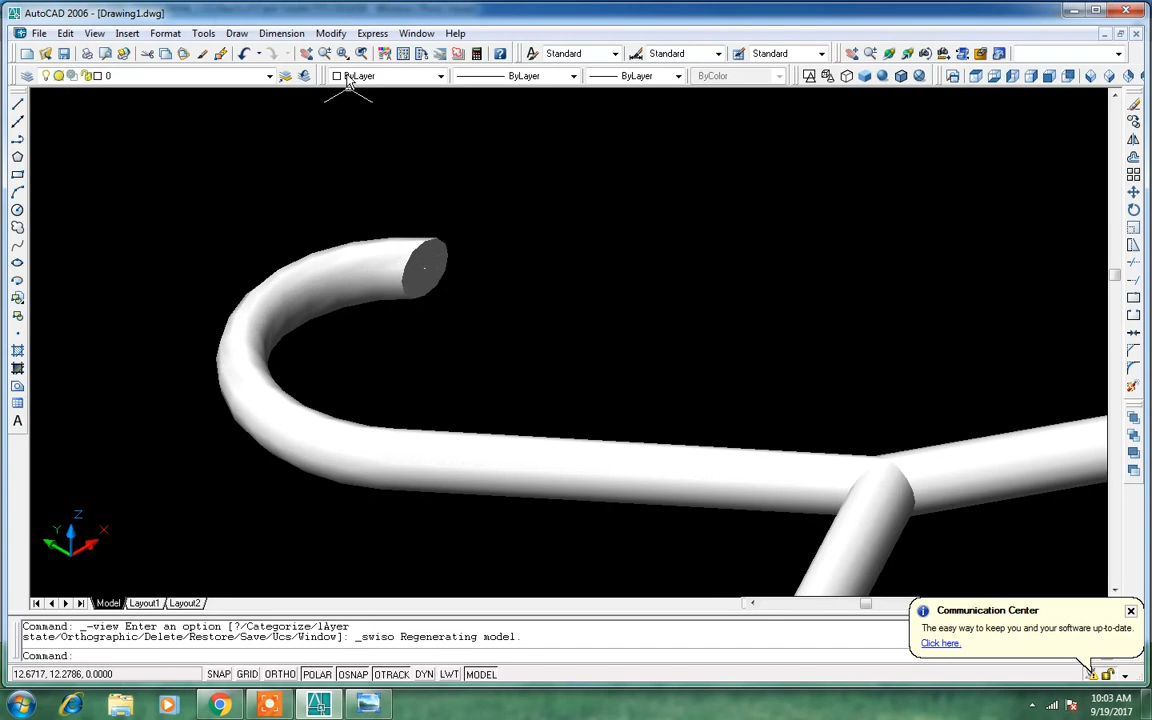 AutoCAD 2006 - [Drawing1.dwg]
File Edit View Insert Format Tools Draw Dimension Modify Express Window Help
Standard Standard Standard
0 ByLayer ByLayer ByLayer ByColor
A
Z
Y X
Model Layout1 Layout2
Communication Center
The easy way to keep you and your software up-to-date.
Click here.
Command: _-view Enter an option [?/Categorize/lAyer
state/Orthographic/Delete/Restore/Save/Ucs/Window]: _swiso Regenerating model.
Command:
12.6717, 12.2786, 0.0000 SNAP GRID ORTHO POLAR OSNAP OTRACK DYN LWT MODEL
10:03 AM
9/19/2017